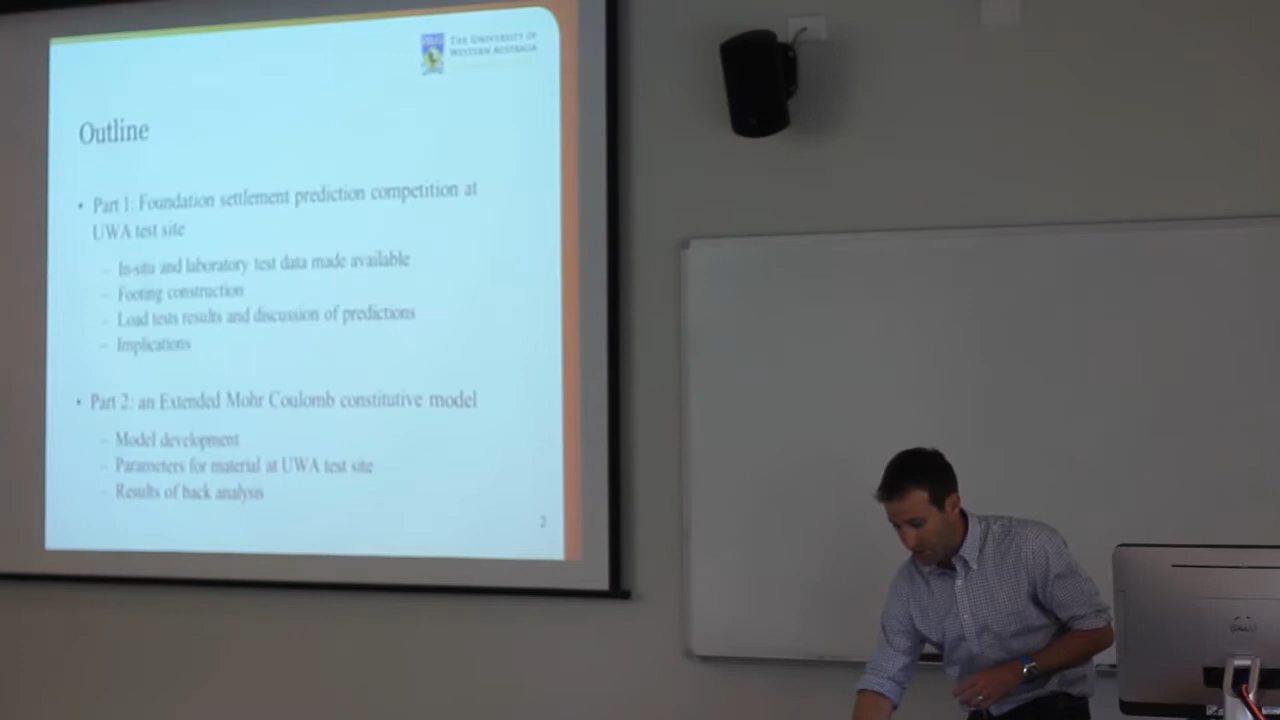 THE UNIVERSITY OF
WESTERN AUSTRALIA
Outline
• Part 1: Foundation settlement prediction competition at
UWA test site
– In-situ and laboratory test data made available
– Footing construction
– Load tests results and discussion of predictions
– Implications
• Part 2: an Extended Mohr Coulomb constitutive model
– Model development
– Parameters for material at UWA test site
– Results of back analysis
2
DELL